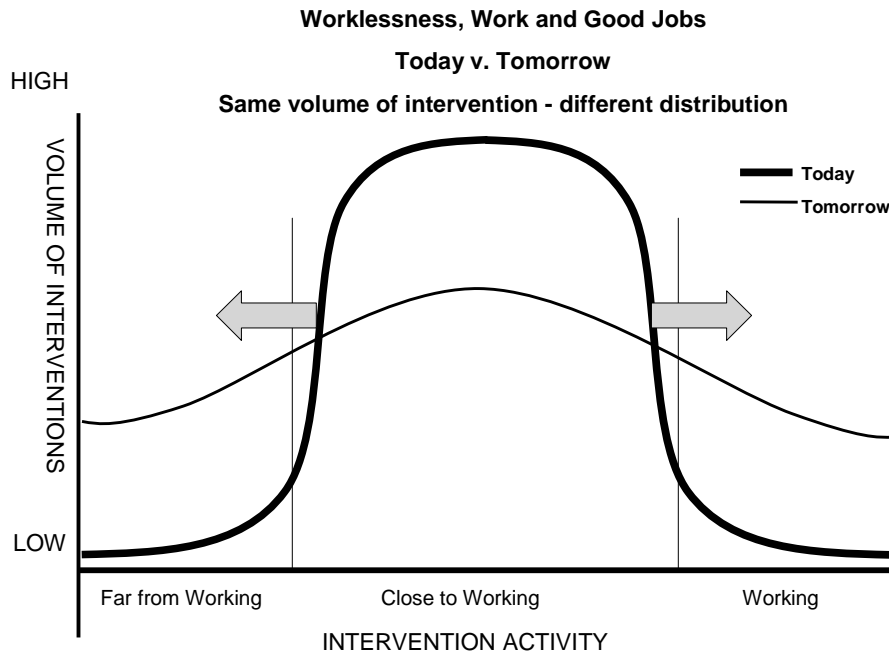 Worklessness, Work and Good Jobs
Today v. Tomorrow
Same volume of intervention - different distribution
HIGH
VOLUME OF INTERVENTIONS
LOW
Today
Tomorrow
Far from Working
Close to Working
Working
INTERVENTION ACTIVITY